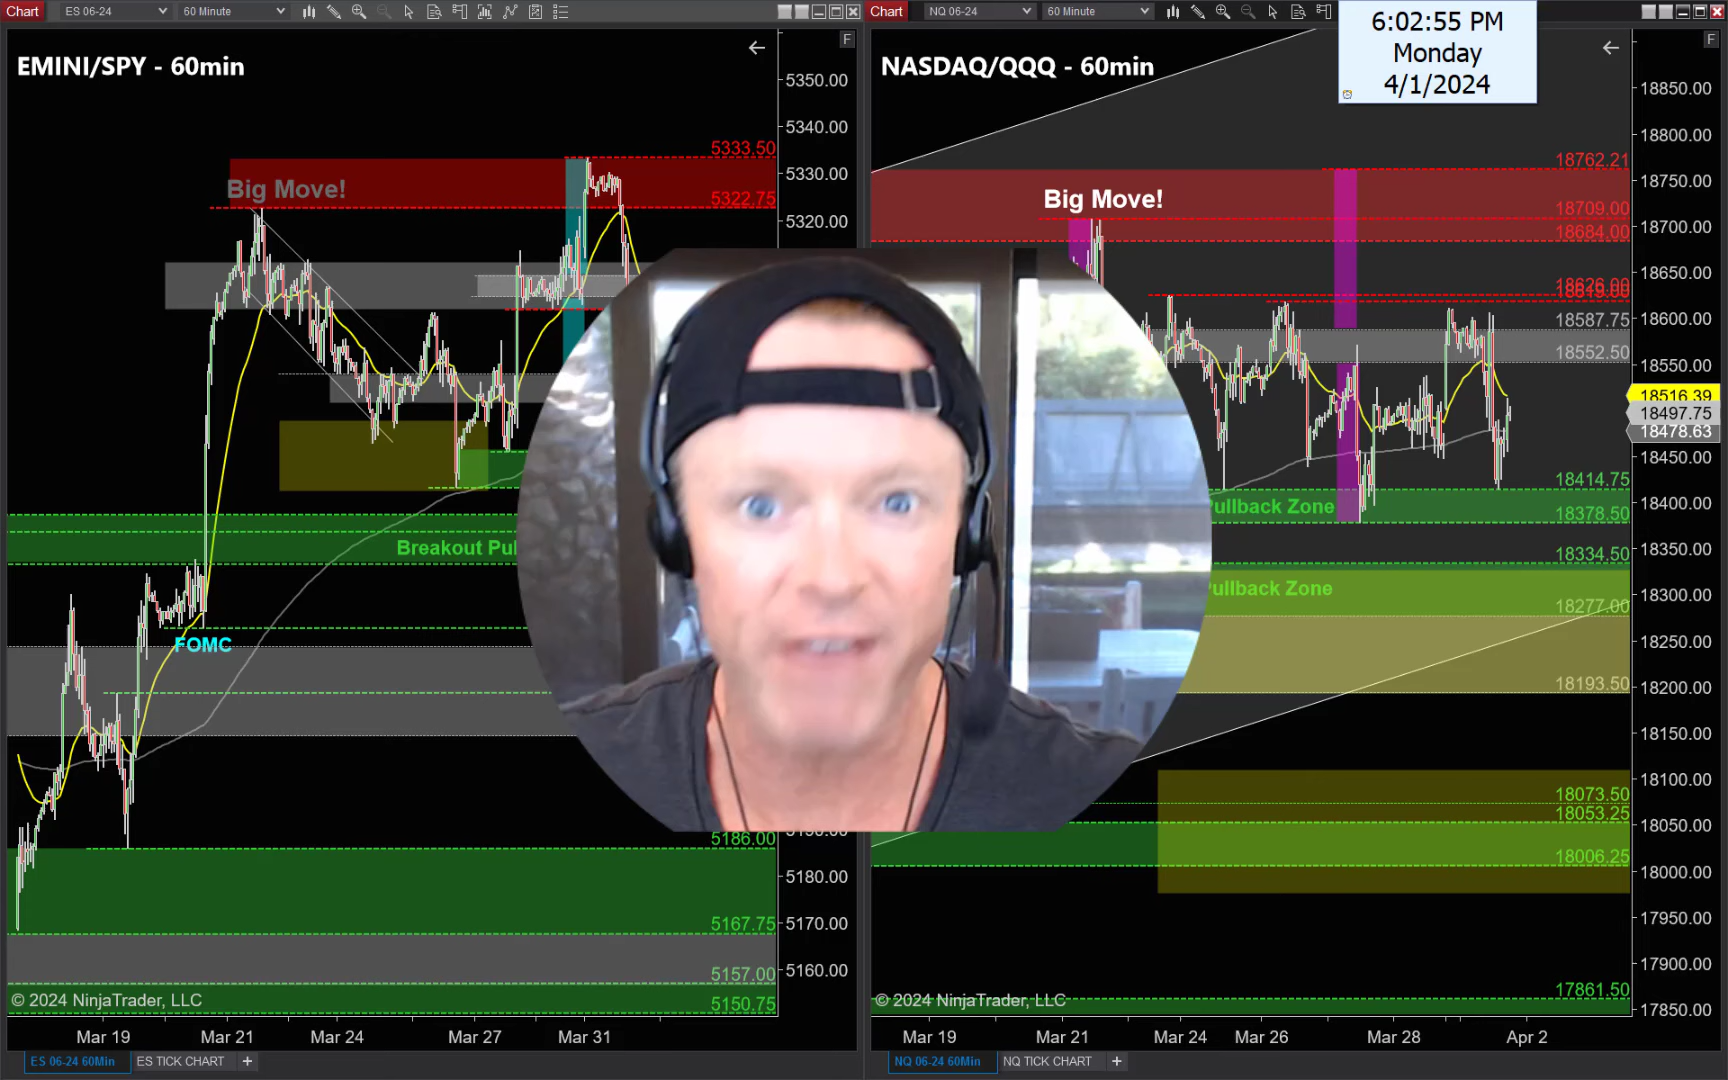 Chart ES 06-24 60 Minute
Chart NQ 06-24 60 Minute
6:02:55 PM
Monday
4/1/2024
F
F
EMINI/SPY - 60min
NASDAQ/QQQ - 60min
5350.00
5340.00
5333.50
5330.00
Big Move!
5322.75
5320.00
Breakout Pul
FOMC
5186.00
5180.00
5167.75
5170.00
5157.00
5160.00
5150.75
© 2024 NinjaTrader, LLC
Mar 19 Mar 21 Mar 24 Mar 27 Mar 31
ES 06-24 60Min ES TICK CHART +
18850.00
18800.00
18762.21
18750.00
Big Move!
18709.00
18700.00
18684.00
18650.00
18626.00
18587.75
18600.00
18552.50
18550.00
18516.39
18497.75
18478.63
18450.00
18414.75
Pullback Zone
18378.50
18400.00
18334.50
18350.00
Pullback Zone
18277.00
18300.00
18250.00
18193.50
18200.00
18150.00
18100.00
18073.50
18053.25
18050.00
18006.25
18000.00
17950.00
17900.00
17861.50
17850.00
© 2024 NinjaTrader, LLC
Mar 19 Mar 21 Mar 24 Mar 26 Mar 28 Apr 2
NQ 06-24 60Min NQ TICK CHART +